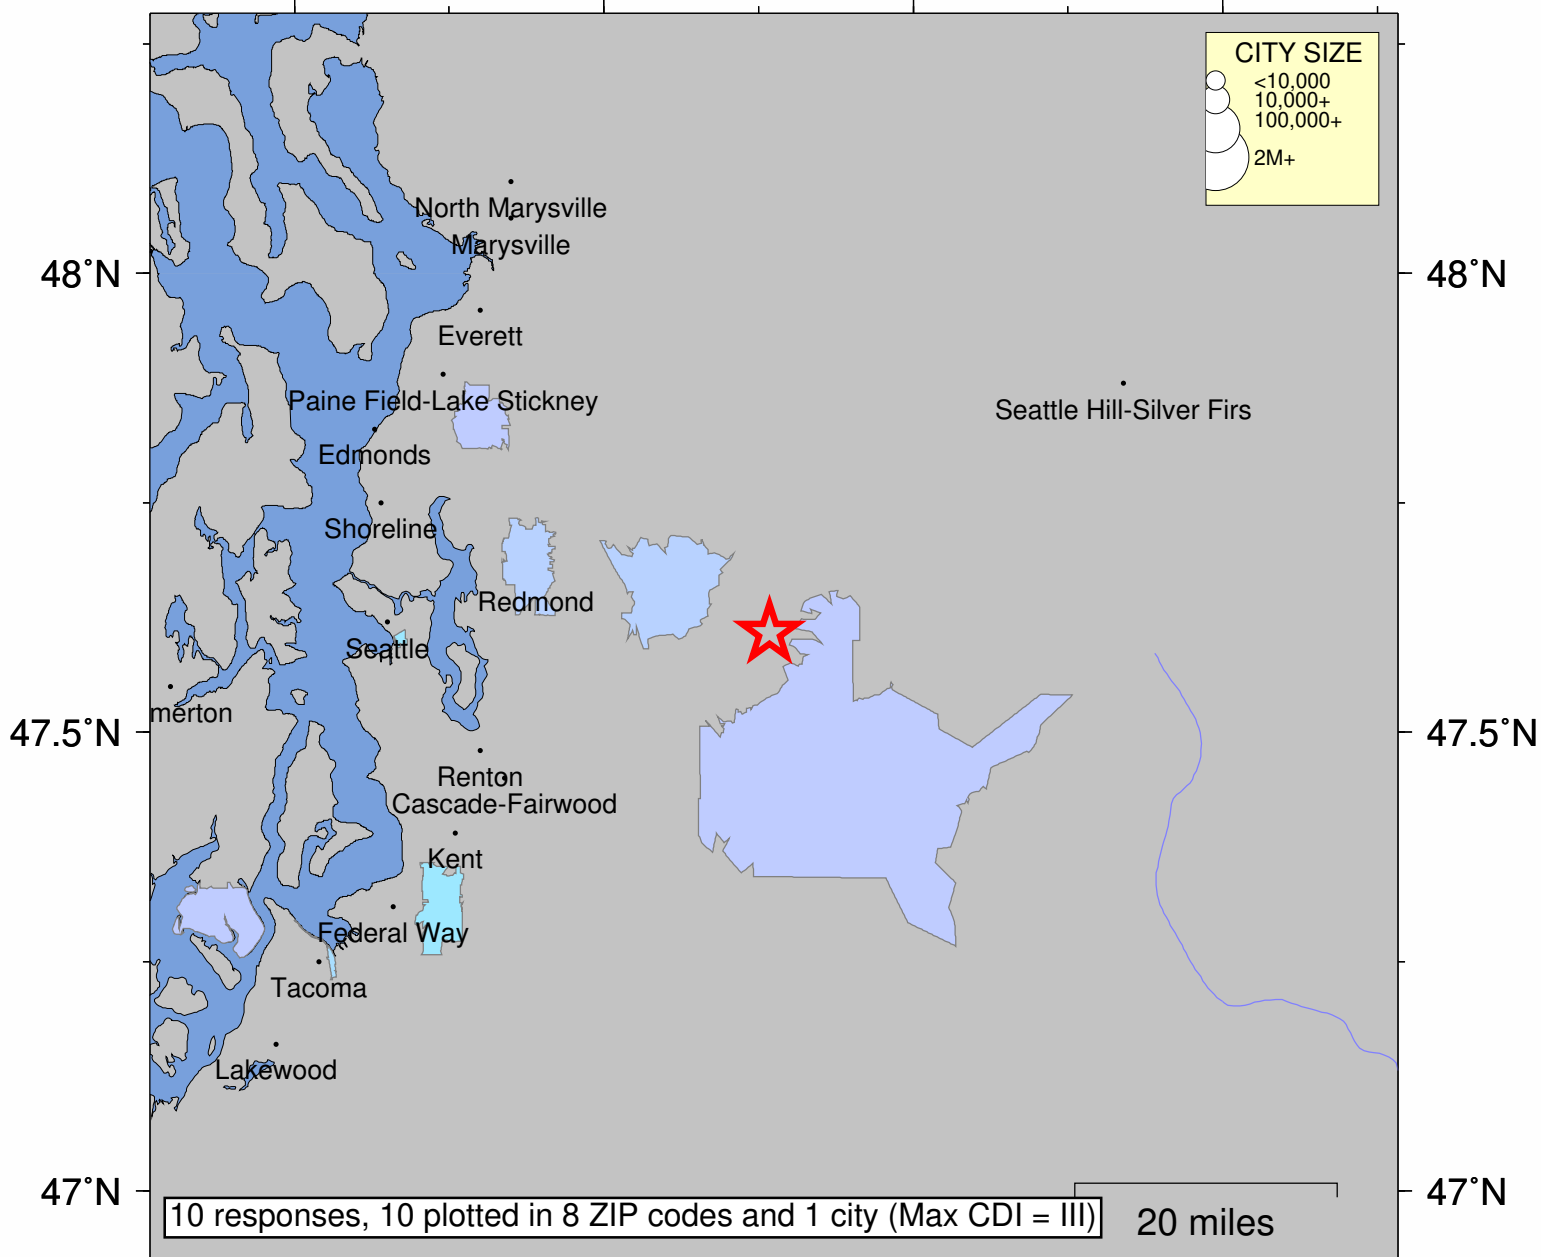 CITY SIZE
<10,000
10,000+
100,000+
2M+
North Marysville
Marysville
48°N
48°N
Everett
Paine Field-Lake Stickney
Seattle Hill-Silver Firs
Edmonds
Shoreline
Redmond
Seattle
merton
47.5°N
47.5°N
Renton
Cascade-Fairwood
Kent
Federal Way
Tacoma
Lakewood
47°N
47°N
10 responses, 10 plotted in 8 ZIP codes and 1 city (Max CDI = III)
20 miles